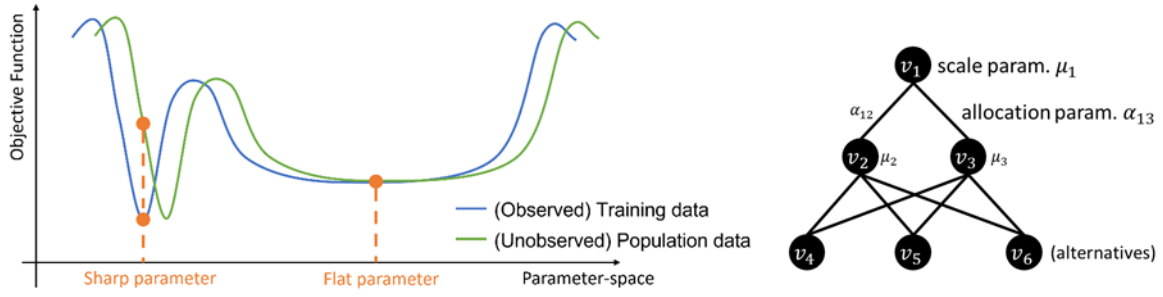 Objective Function
(Observed) Training data
(Unobserved) Population data
Sharp parameter
Flat parameter
Parameter-space
v₁ scale param. μ₁
α₁₂
allocation param. α₁₃
v₂ μ₂
v₃ μ₃
v₄
v₅
v₆ (alternatives)